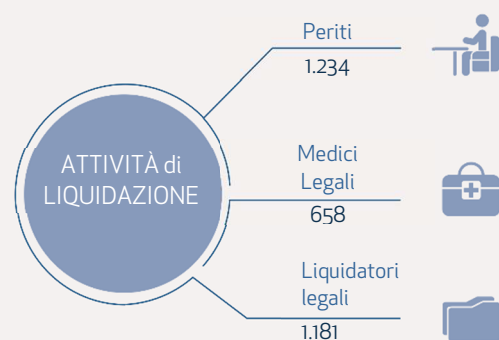 Periti
1.234
ATTIVITÀ di
LIQUIDAZIONE
Medici
Legali
658
Liquidatori
legali
1.181